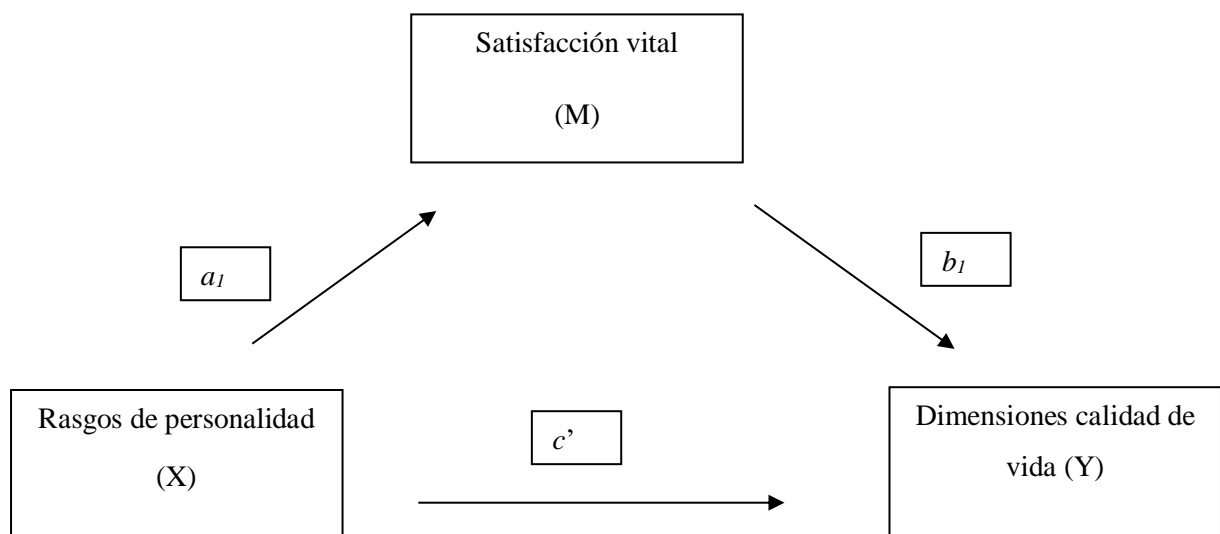 Satisfacción vital
(M)
a1
b1
Rasgos de personalidad
(X)
c’
Dimensiones calidad de
vida (Y)